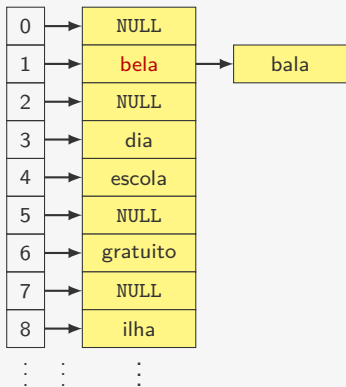 0 NULL
1 bela bala
2 NULL
3 dia
4 escola
5 NULL
6 gratuito
7 NULL
8 ilha